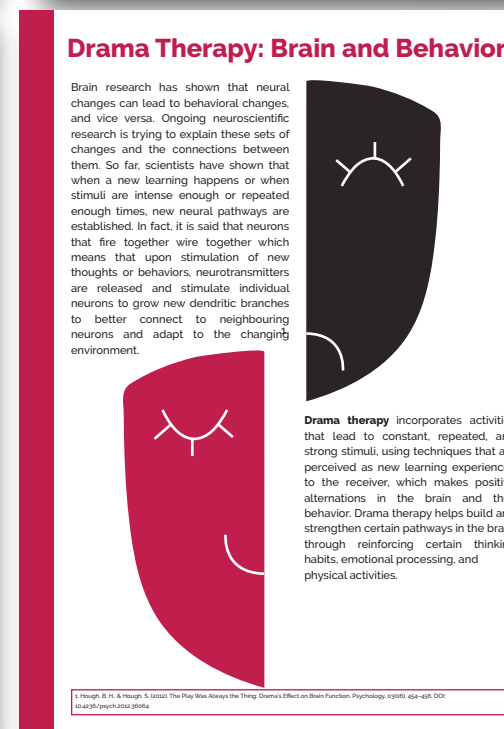 Drama Therapy: Brain and Behavior
Brain research has shown that neural
changes can lead to behavioral changes,
and vice versa. Ongoing neuroscientific
research is trying to explain these sets of
changes and the connections between
them. So far, scientists have shown that
when a new learning happens or when
stimuli are intense enough or repeated
enough times, new neural pathways are
established. In fact, it is said that neurons
that fire together wire together which
means that upon stimulation of new
thoughts or behaviors, neurotransmitters
are released and stimulate individual
neurons to grow new dendritic branches
to better connect to neighbouring
neurons and adapt to the changing
environment.
1
Drama therapy incorporates activiti
that lead to constant, repeated, an
strong stimuli, using techniques that a
perceived as new learning experienc
to the receiver, which makes positi
alternations in the brain and th
behavior. Drama therapy helps build an
strengthen certain pathways in the bra
through reinforcing certain thinkin
habits, emotional processing, and
physical activities.
1. Hough, B. H., & Hough, S. (2012). The Play Was Always the Thing: Drama's Effect on Brain Function. Psychology, 03(06), 454–456. DOI:
10.4236/psych.2012.36064